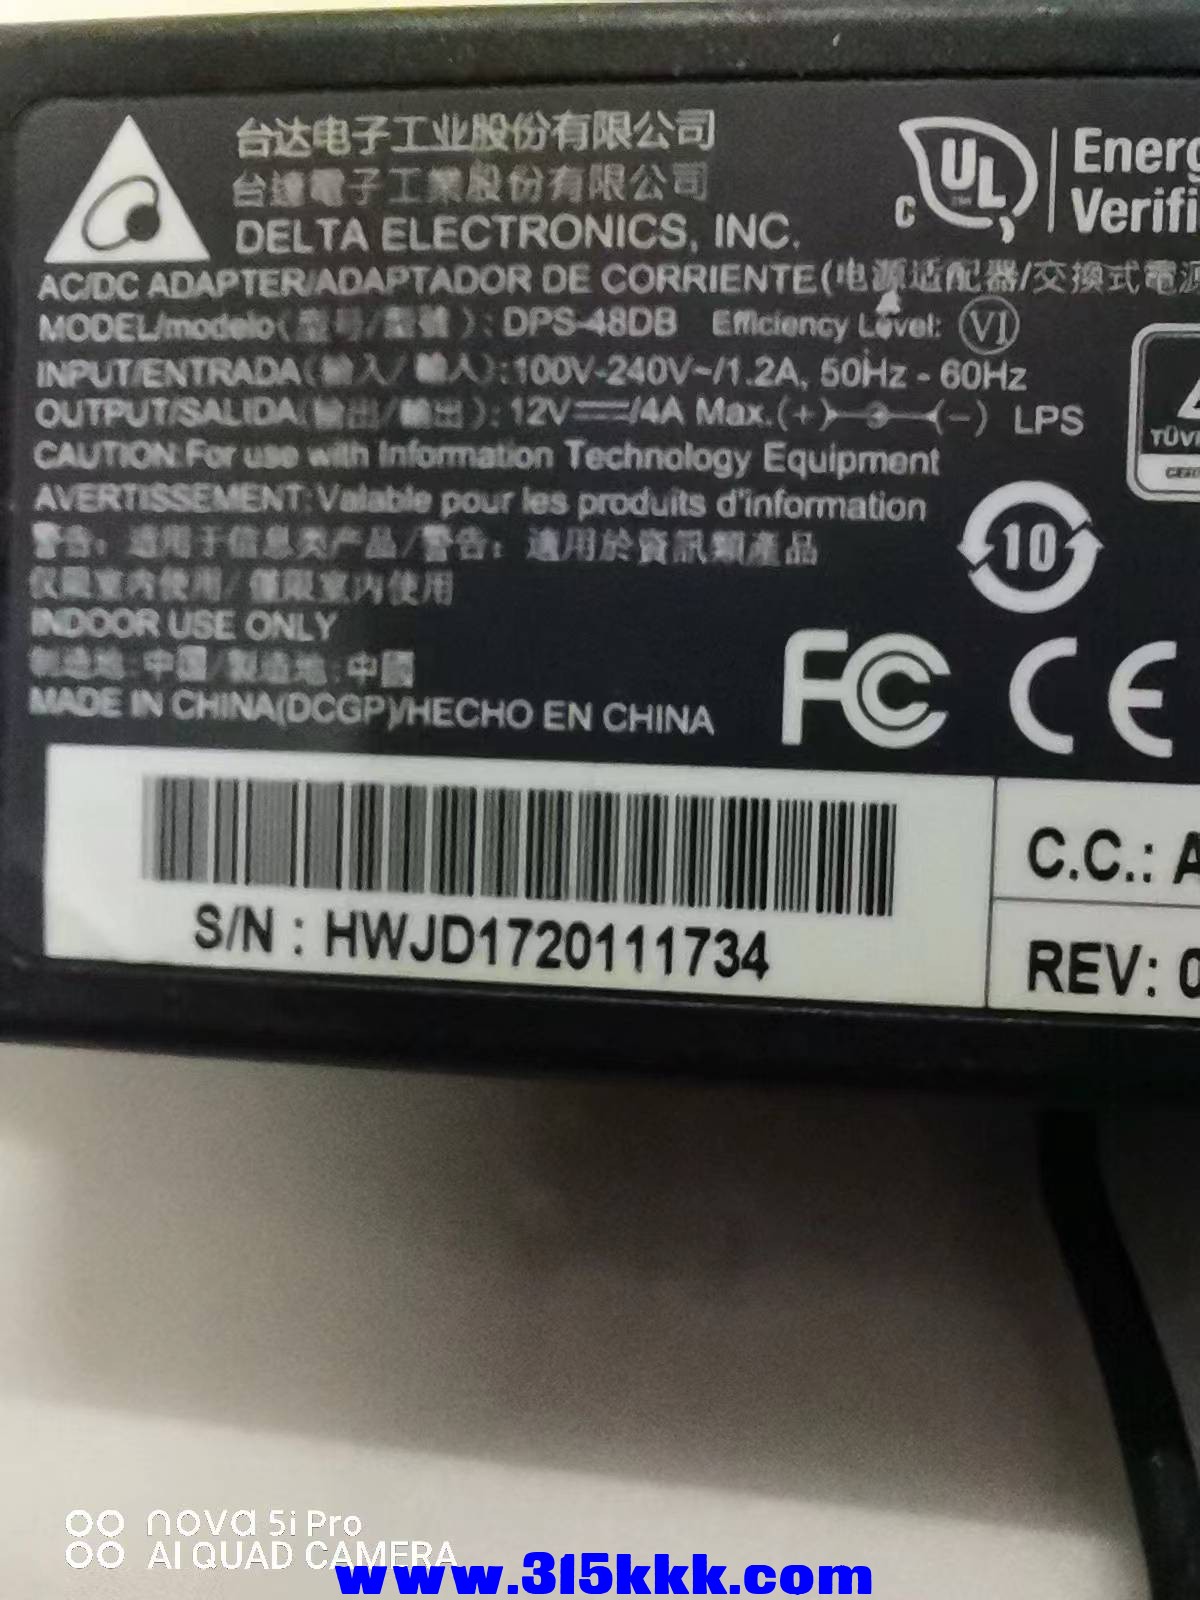 台达电子工业股份有限公司
台達電子工業股份有限公司
DELTA ELECTRONICS, INC.
C UL Energ
Verifi
AC/DC ADAPTER/ADAPTADOR DE CORRIENTE(电源适配器/交換式電源
MODEL/modelo(型号/型號): DPS-48DB Efficiency Level: VI
INPUT/ENTRADA(输入/輸入):100V-240V~/1.2A, 50Hz - 60Hz
OUTPUT/SALIDA(输出/輸出): 12V⎓/4A Max.(+)(-) LPS
CAUTION:For use with Information Technology Equipment
AVERTISSEMENT:Valable pour les produits d'information
警告: 适用于信息类产品/警告: 適用於資訊類產品
仅限室内使用/ 僅限室內使用
INDOOR USE ONLY
制造地:中国/製造地:中國
MADE IN CHINA(DCGP)/HECHO EN CHINA
TÜV
10
FC CE
S/N : HWJD1720111734
C.C.: A
REV: 0
nova 5i Pro
AI QUAD CAMERA
www.315kkk.com